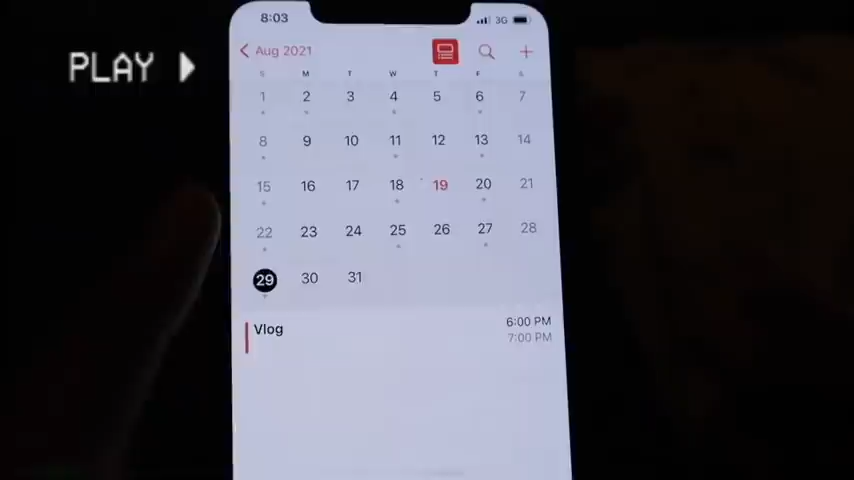 8:03 3G
PLAY
Aug 2021
S M T W T F S
1 2 3 4 5 6 7
8 9 10 11 12 13 14
15 16 17 18 19 20 21
22 23 24 25 26 27 28
29 30 31
Vlog 6:00 PM
7:00 PM